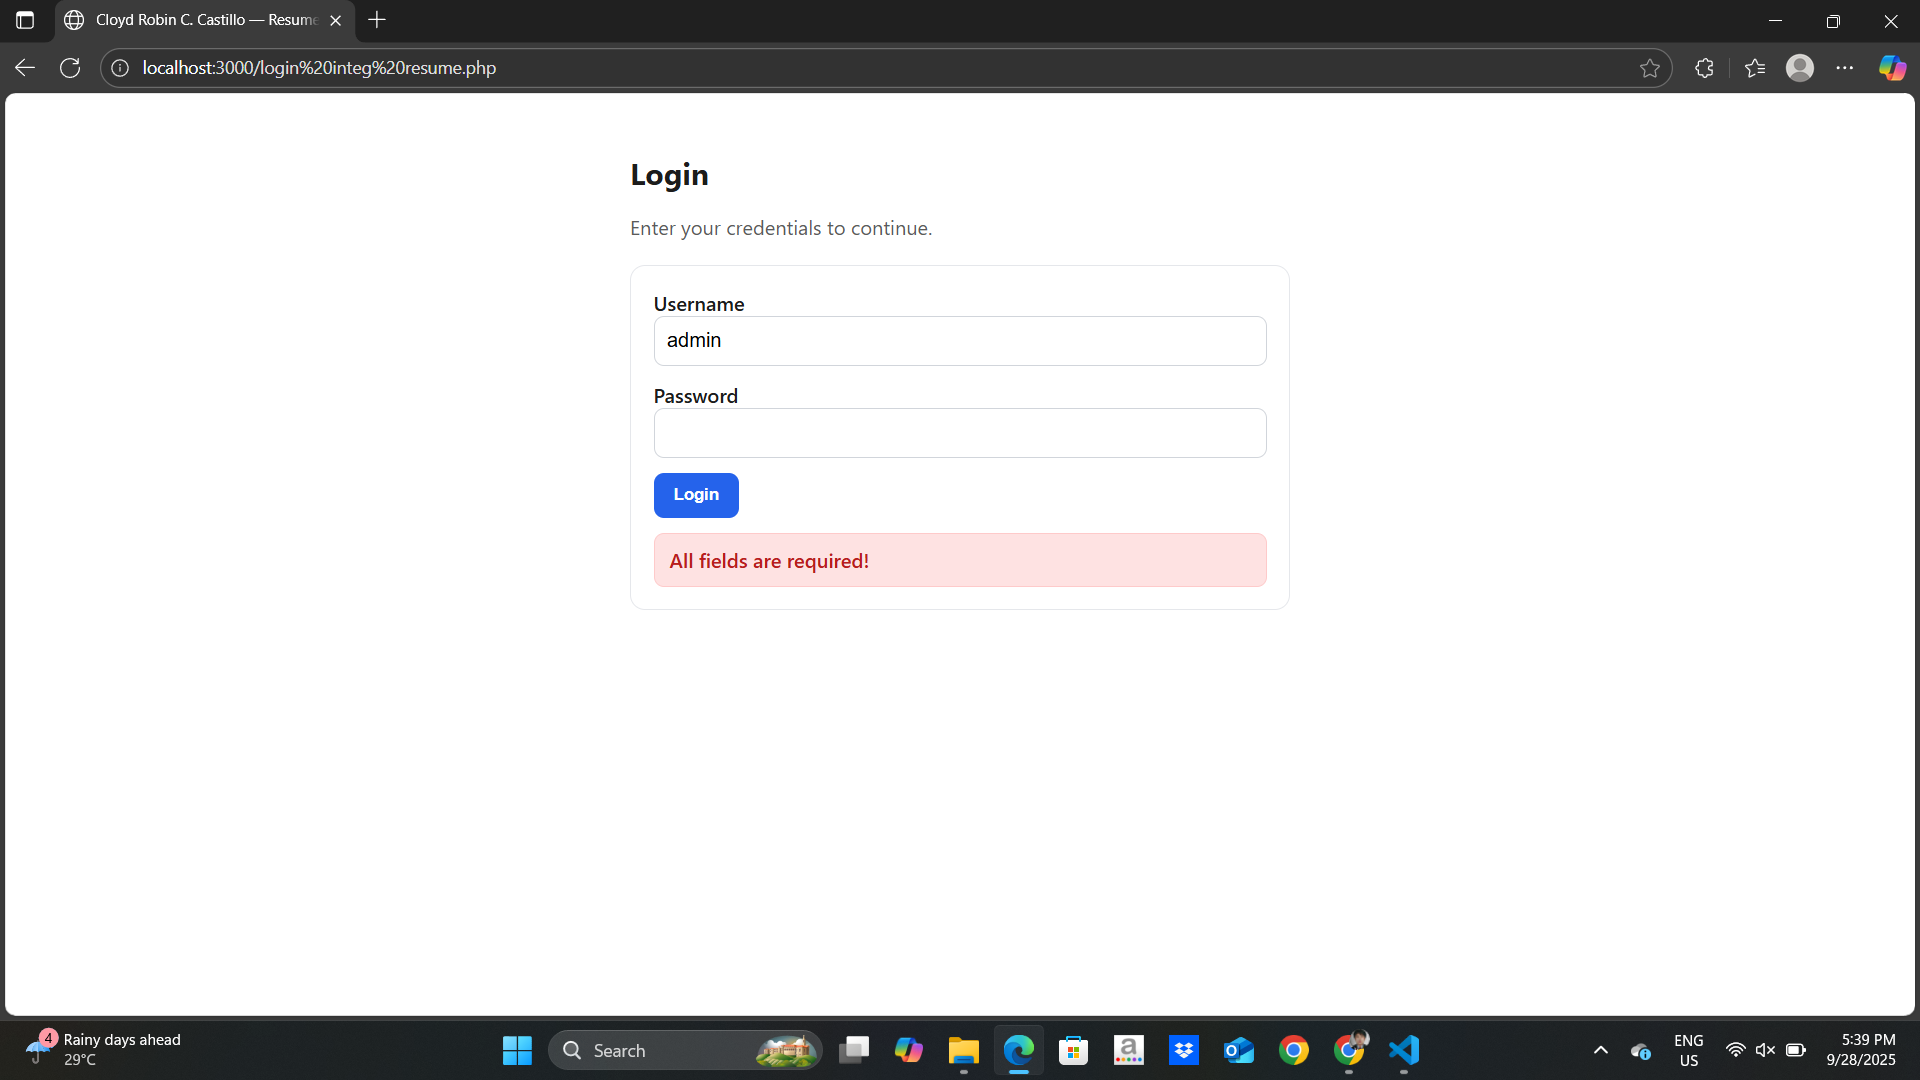 Cloyd Robin C. Castillo — Resume
localhost:3000/login%20integ%20resume.php
Login
Enter your credentials to continue.
Username
admin
Password
Login
All fields are required!
4
Rainy days ahead
29°C
Search
a
ENG
US
5:39 PM
9/28/2025